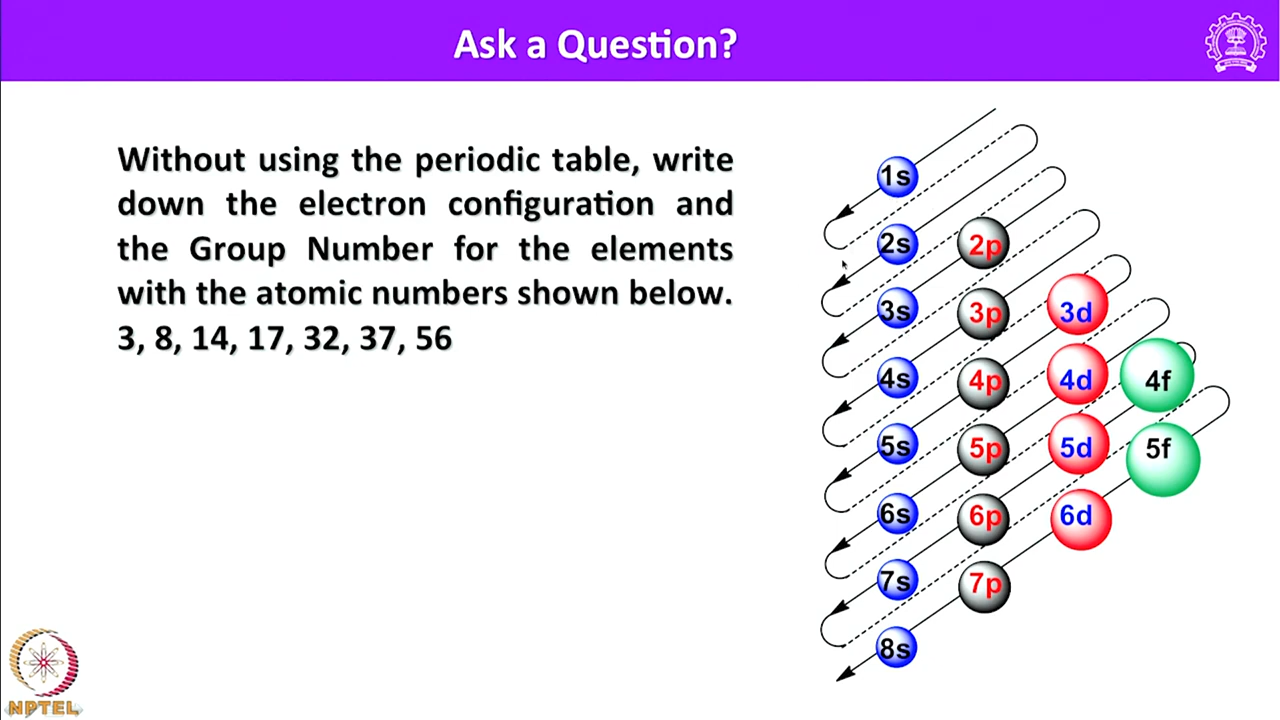 Ask a Question?
Without using the periodic table, write
down the electron configuration and
the Group Number for the elements
with the atomic numbers shown below.
3, 8, 14, 17, 32, 37, 56
1s
2s 2p
3s 3p 3d
4s 4p 4d 4f
5s 5p 5d 5f
6s 6p 6d
7s 7p
8s
NPTEL